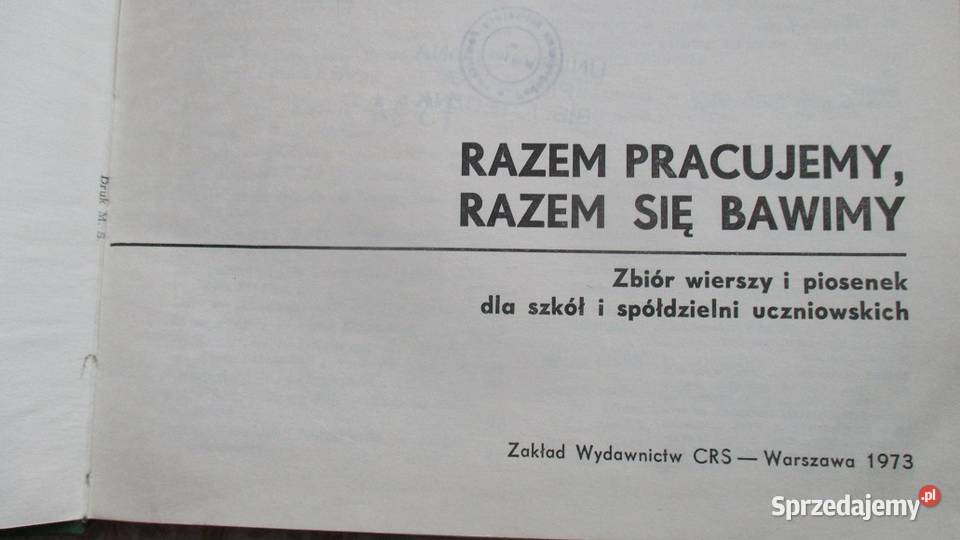 RAZEM PRACUJEMY,
RAZEM SIĘ BAWIMY
Zbiór wierszy i piosenek
dla szkół i spółdzielni uczniowskich
Zakład Wydawnictw CRS — Warszawa 1973
Druk M. S
Sprzedajemy.pl